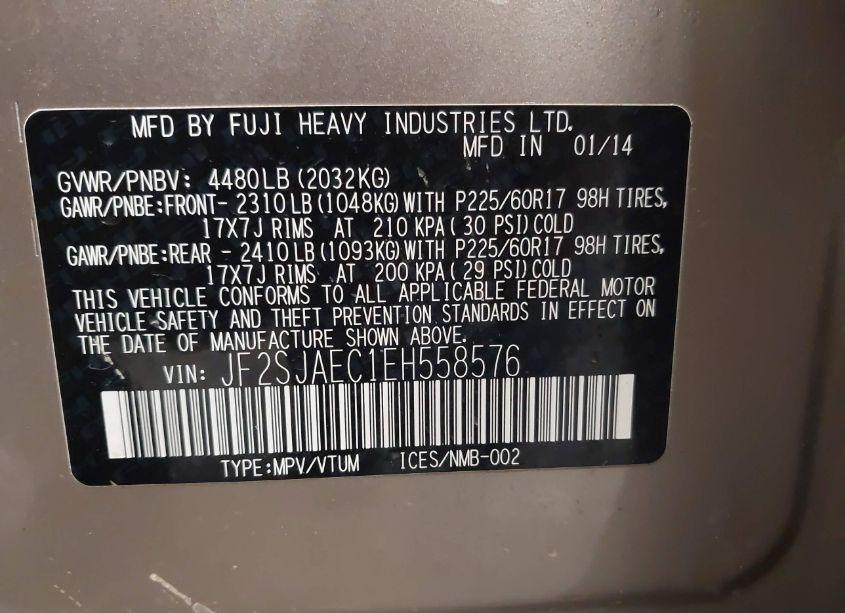 MFD BY FUJI HEAVY INDUSTRIES LTD.
MFD IN 01/14
GVWR/PNBV: 4480LB(2032KG)
GAWR/PNBE:FRONT- 2310LB(1048KG)WITH P225/60R17 98H TIRES,
17X7J RIMS AT 210 KPA( 30 PSI)COLD
GAWR/PNBE:REAR - 2410LB(1093KG)WITH P225/60R17 98H TIRES,
17X7J RIMS AT 200 KPA( 29 PSI)COLD
THIS VEHICLE CONFORMS TO ALL APPLICABLE FEDERAL MOTOR
VEHICLE SAFETY AND THEFT PREVENTION STANDARDS IN EFFECT ON
THE DATE OF MANUFACTURE SHOWN ABOVE.
VIN: JF2SJAEC1EH558576
TYPE:MPV/VTUM ICES/NMB-002